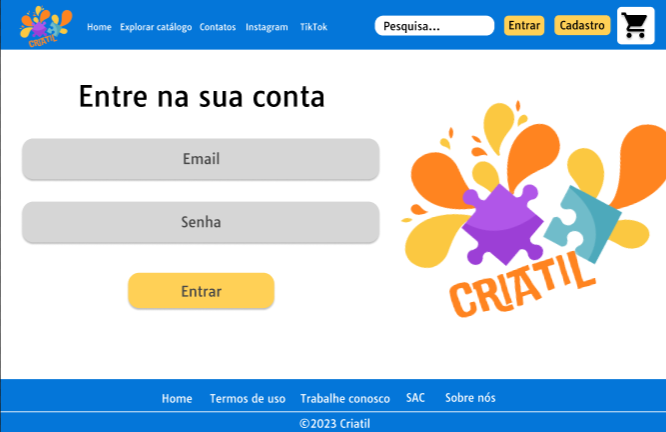 CRIATIL
Home Explorar catálogo Contatos Instagram TikTok Pesquisa... Entrar Cadastro
Entre na sua conta
Email
Senha
Entrar
CRIATIL
Home Termos de uso Trabalhe conosco SAC Sobre nós
©2023 Criatil